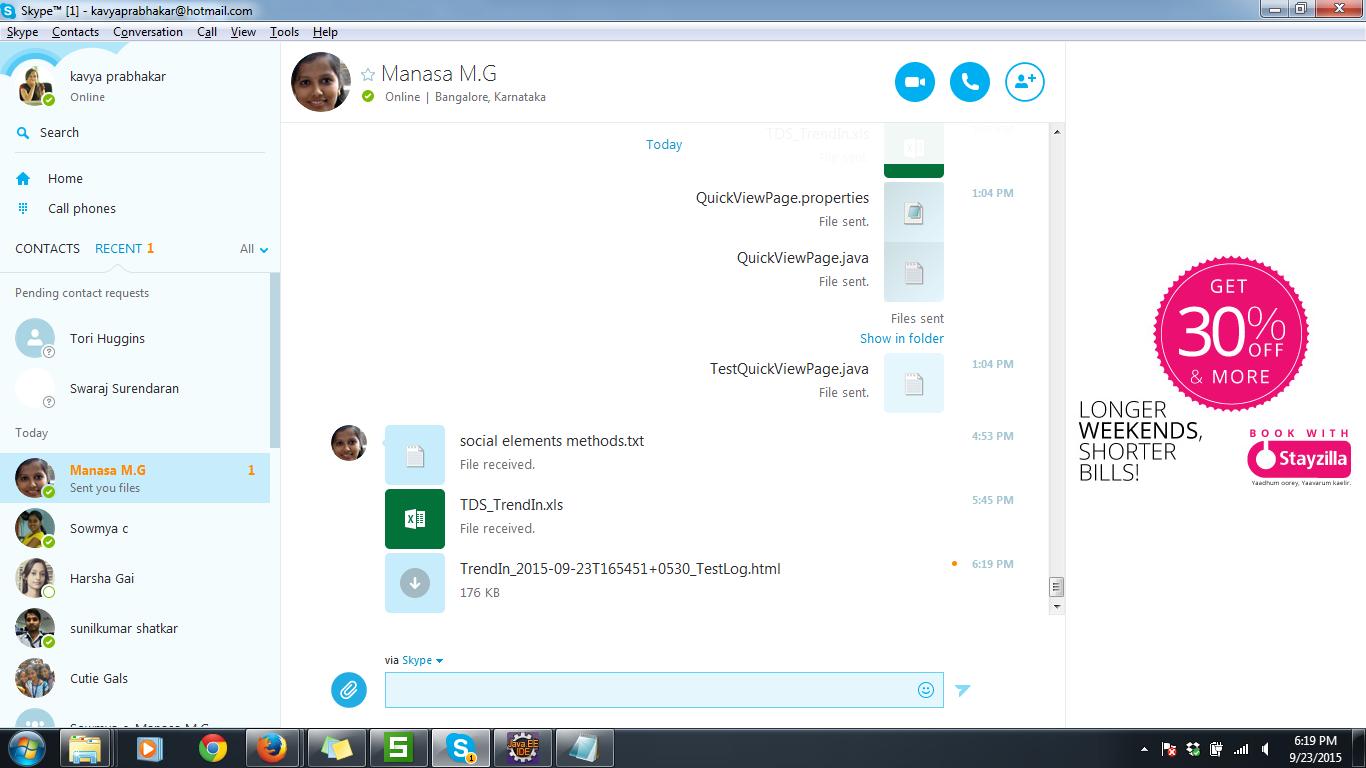 Skype™ [1] - kavyaprabhakar@hotmail.com
Skype Contacts Conversation Call View Tools Help
kavya prabhakar
Online
Search
Home
Call phones
CONTACTS RECENT 1 All
Pending contact requests
Tori Huggins
Swaraj Surendaran
Today
Manasa M.G 1
Sent you files
Sowmya c
Harsha Gai
sunilkumar shatkar
Cutie Gals
Sowmya c, Manasa M.G
Manasa M.G
Online | Bangalore, Karnataka
TDS_TrendIn.xls
File sent.
Today
QuickViewPage.properties 1:04 PM
File sent.
QuickViewPage.java
File sent.
Files sent
Show in folder
TestQuickViewPage.java 1:04 PM
File sent.
social elements methods.txt 4:53 PM
File received.
TDS_TrendIn.xls 5:45 PM
File received.
TrendIn_2015-09-23T165451+0530_TestLog.html 6:19 PM
176 KB
via Skype
GET
30% OFF
& MORE
LONGER
WEEKENDS,
SHORTER
BILLS!
BOOK WITH
Stayzilla
Yaadhum oorey, Yaavarum kaelir.
S
1
Java EE
IDE
6:19 PM
9/23/2015